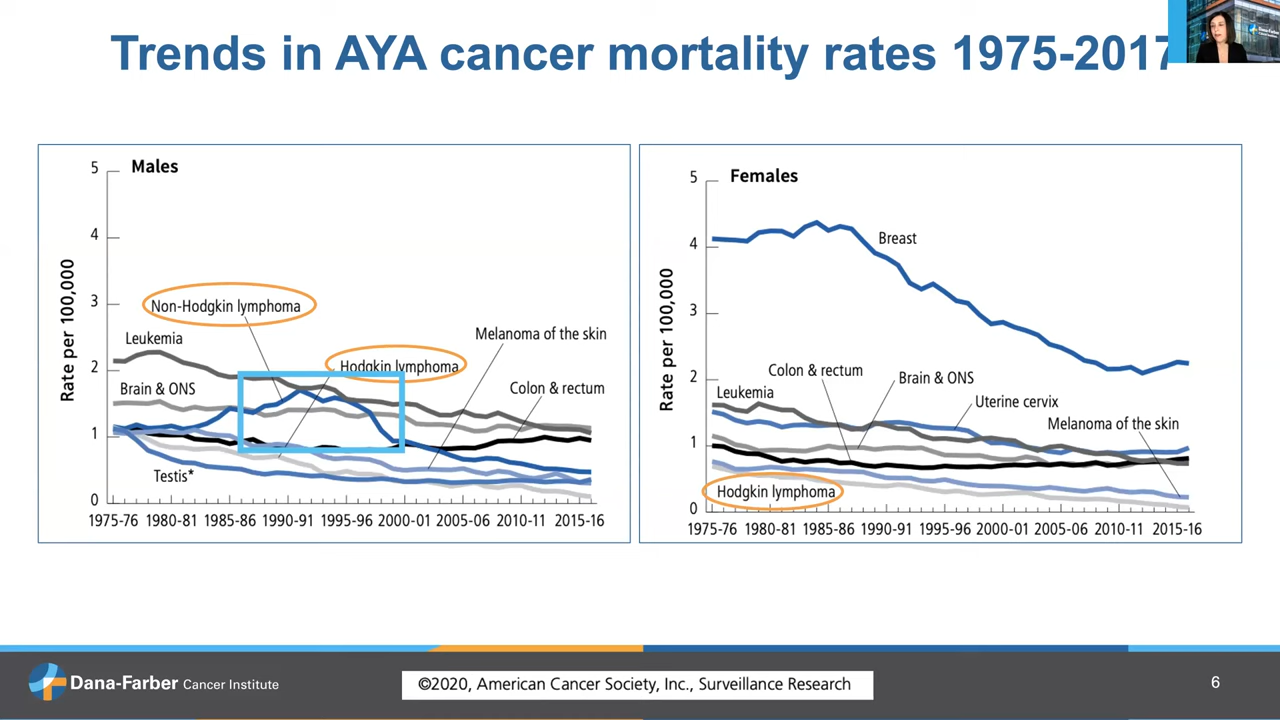 Trends in AYA cancer mortality rates 1975-2017
Males
Rate per 100,000
5
4
3
2
1
0
Non-Hodgkin lymphoma
Leukemia
Hodgkin lymphoma
Melanoma of the skin
Brain & ONS
Colon & rectum
Testis*
1975-76 1980-81 1985-86 1990-91 1995-96 2000-01 2005-06 2010-11 2015-16
Females
Rate per 100,000
5
4
3
2
1
0
Breast
Colon & rectum
Brain & ONS
Leukemia
Uterine cervix
Melanoma of the skin
Hodgkin lymphoma
1975-76 1980-81 1985-86 1990-91 1995-96 2000-01 2005-06 2010-11 2015-16
Dana-Farber Cancer Institute
©2020, American Cancer Society, Inc., Surveillance Research
6